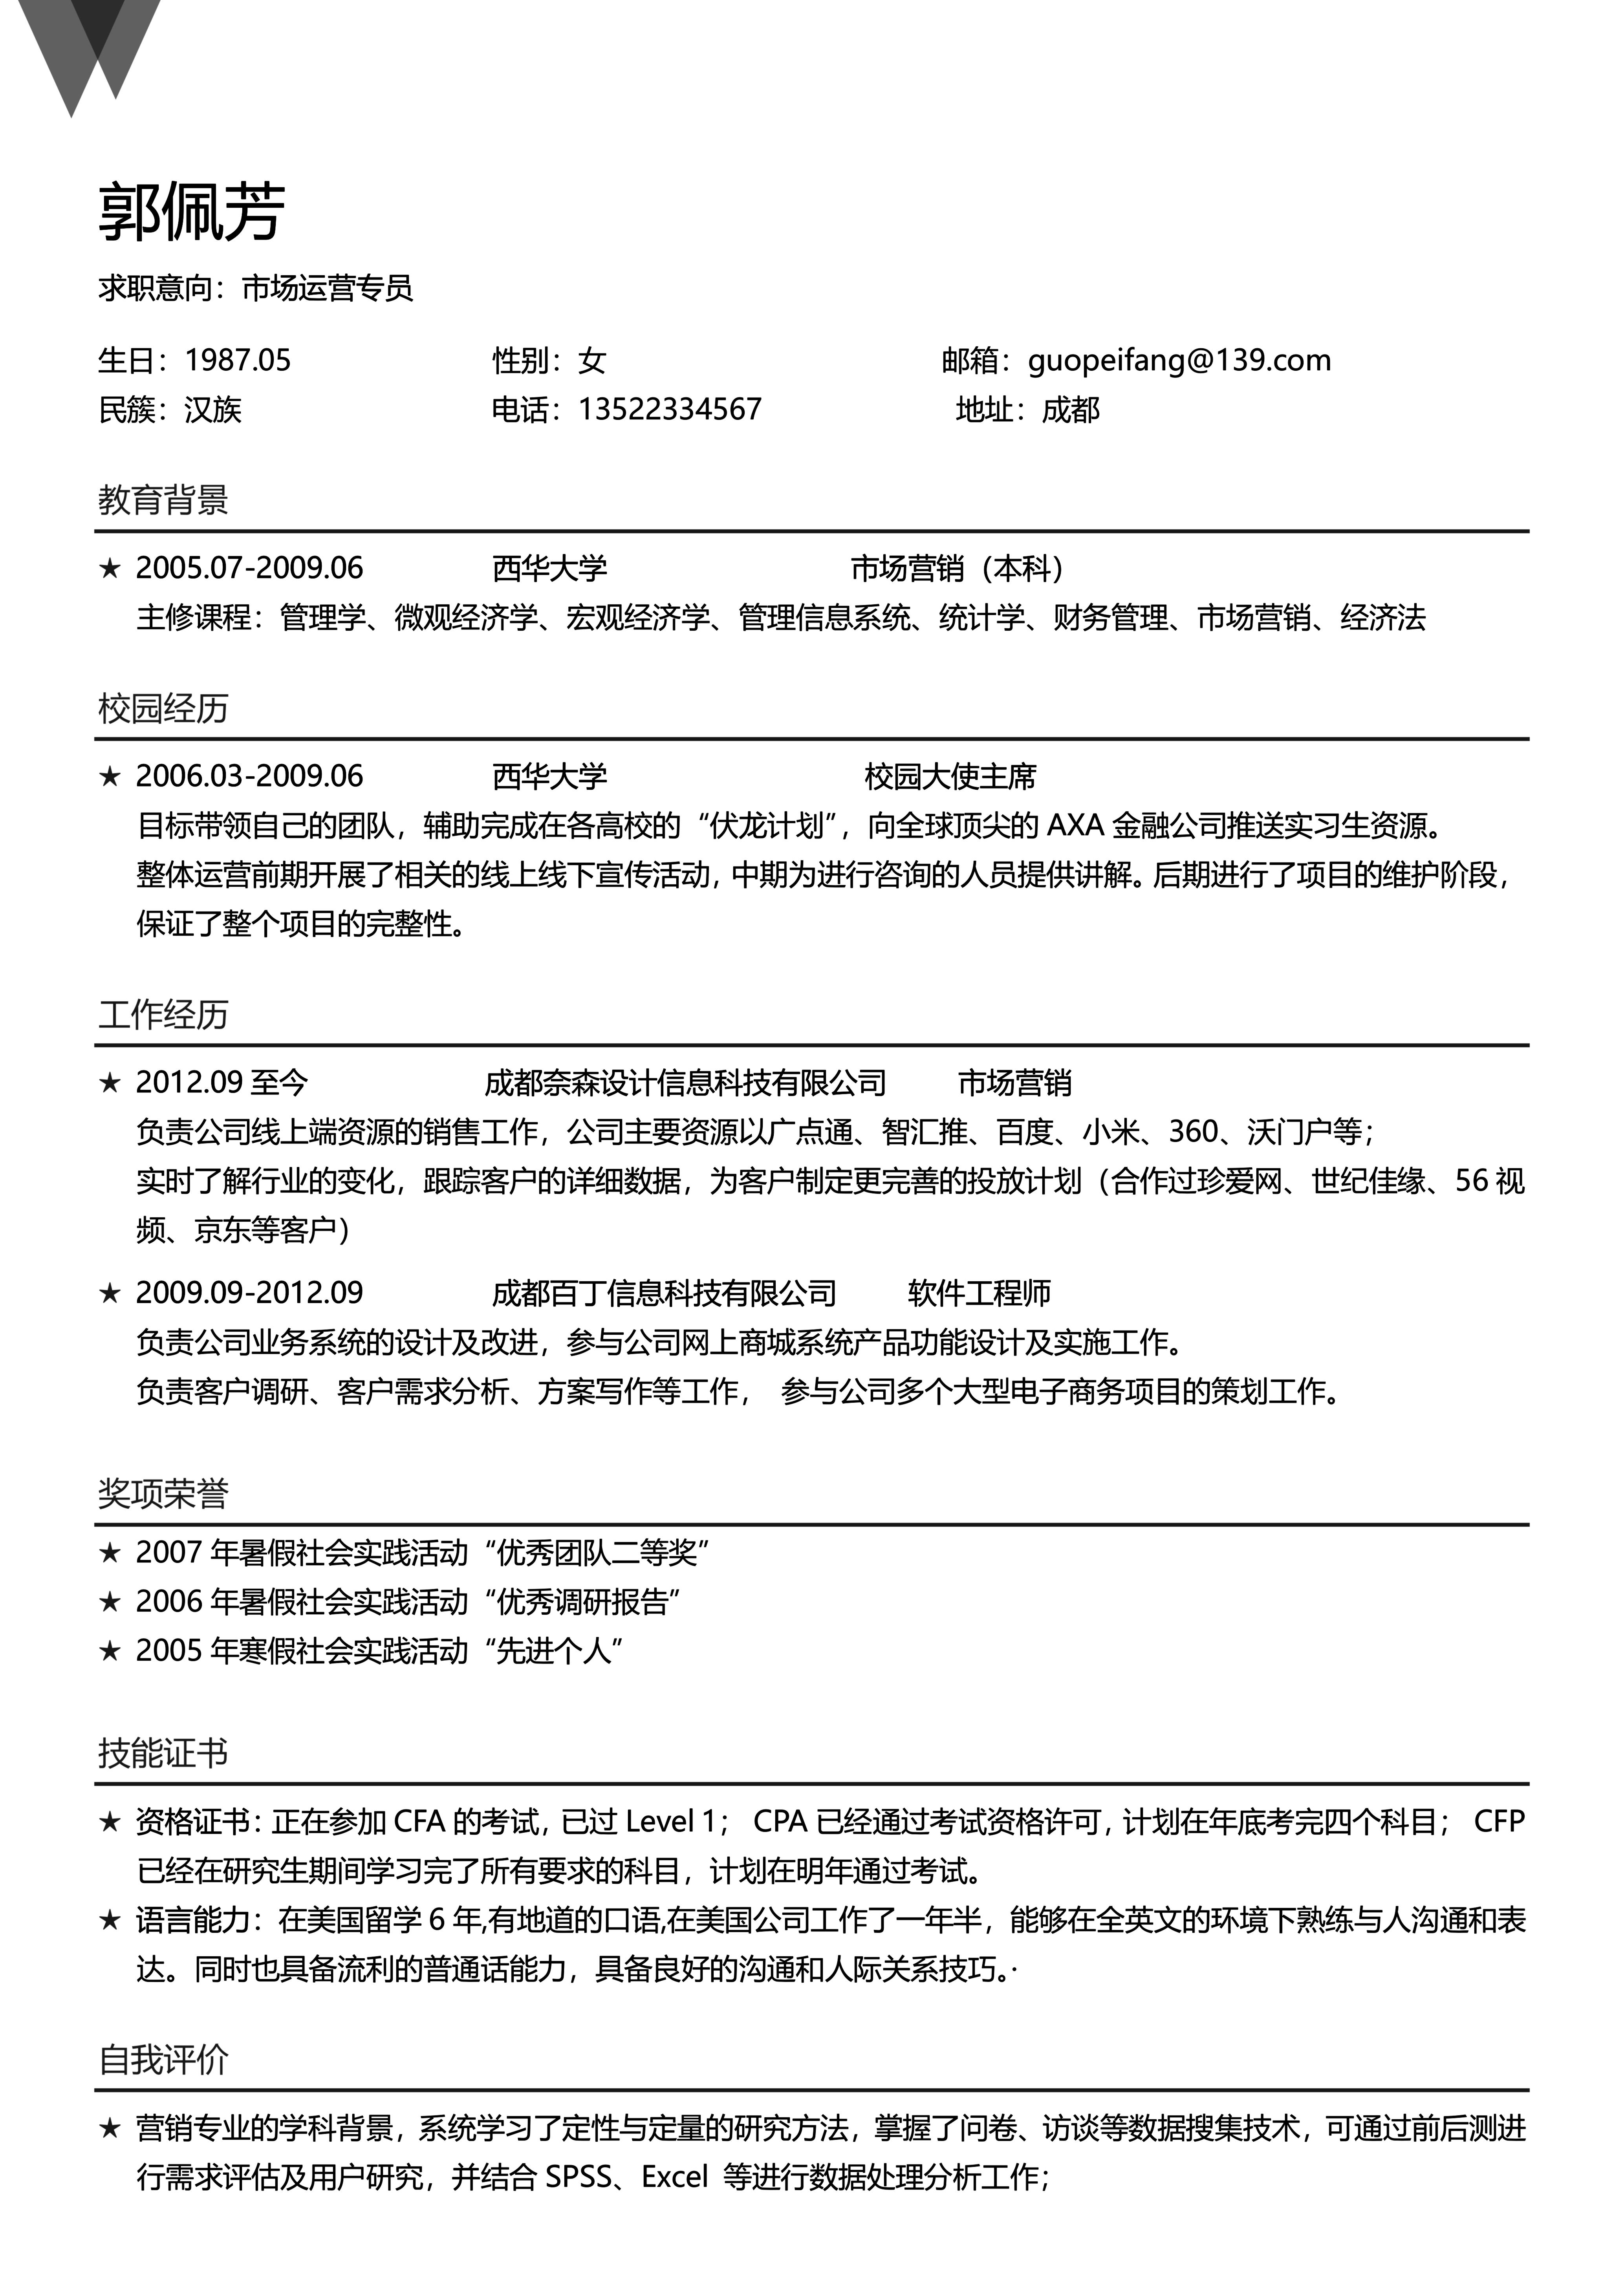 郭佩芳
求职意向：市场运营专员
生日：1987.05 性别：女 邮箱：guopeifang@139.com
民簇：汉族 电话：13522334567 地址：成都
教育背景
★ 2005.07-2009.06 西华大学 市场营销（本科）
主修课程：管理学、微观经济学、宏观经济学、管理信息系统、统计学、财务管理、市场营销、经济法
校园经历
★ 2006.03-2009.06 西华大学 校园大使主席
目标带领自己的团队，辅助完成在各高校的“伏龙计划”，向全球顶尖的 AXA 金融公司推送实习生资源。
整体运营前期开展了相关的线上线下宣传活动，中期为进行咨询的人员提供讲解。后期进行了项目的维护阶段，
保证了整个项目的完整性。
工作经历
★ 2012.09 至今 成都奈森设计信息科技有限公司 市场营销
负责公司线上端资源的销售工作，公司主要资源以广点通、智汇推、百度、小米、360、沃门户等；
实时了解行业的变化，跟踪客户的详细数据，为客户制定更完善的投放计划（合作过珍爱网、世纪佳缘、56 视
频、京东等客户）
★ 2009.09-2012.09 成都百丁信息科技有限公司 软件工程师
负责公司业务系统的设计及改进，参与公司网上商城系统产品功能设计及实施工作。
负责客户调研、客户需求分析、方案写作等工作， 参与公司多个大型电子商务项目的策划工作。
奖项荣誉
★ 2007 年暑假社会实践活动“优秀团队二等奖”
★ 2006 年暑假社会实践活动“优秀调研报告”
★ 2005 年寒假社会实践活动“先进个人”
技能证书
★ 资格证书：正在参加 CFA 的考试，已过 Level 1； CPA 已经通过考试资格许可，计划在年底考完四个科目； CFP
已经在研究生期间学习完了所有要求的科目，计划在明年通过考试。
★ 语言能力：在美国留学 6 年,有地道的口语,在美国公司工作了一年半，能够在全英文的环境下熟练与人沟通和表
达。同时也具备流利的普通话能力，具备良好的沟通和人际关系技巧。·
自我评价
★ 营销专业的学科背景，系统学习了定性与定量的研究方法，掌握了问卷、访谈等数据搜集技术，可通过前后测进
行需求评估及用户研究，并结合 SPSS、Excel 等进行数据处理分析工作；